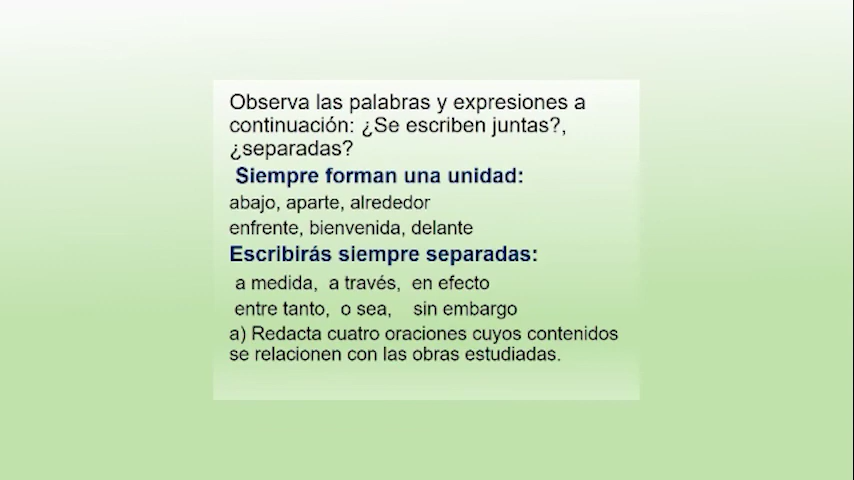 Observa las palabras y expresiones a
continuación: ¿Se escriben juntas?,
¿separadas?
Siempre forman una unidad:
abajo, aparte, alrededor
enfrente, bienvenida, delante
Escribirás siempre separadas:
a medida, a través, en efecto
entre tanto, o sea, sin embargo
a) Redacta cuatro oraciones cuyos contenidos
se relacionen con las obras estudiadas.